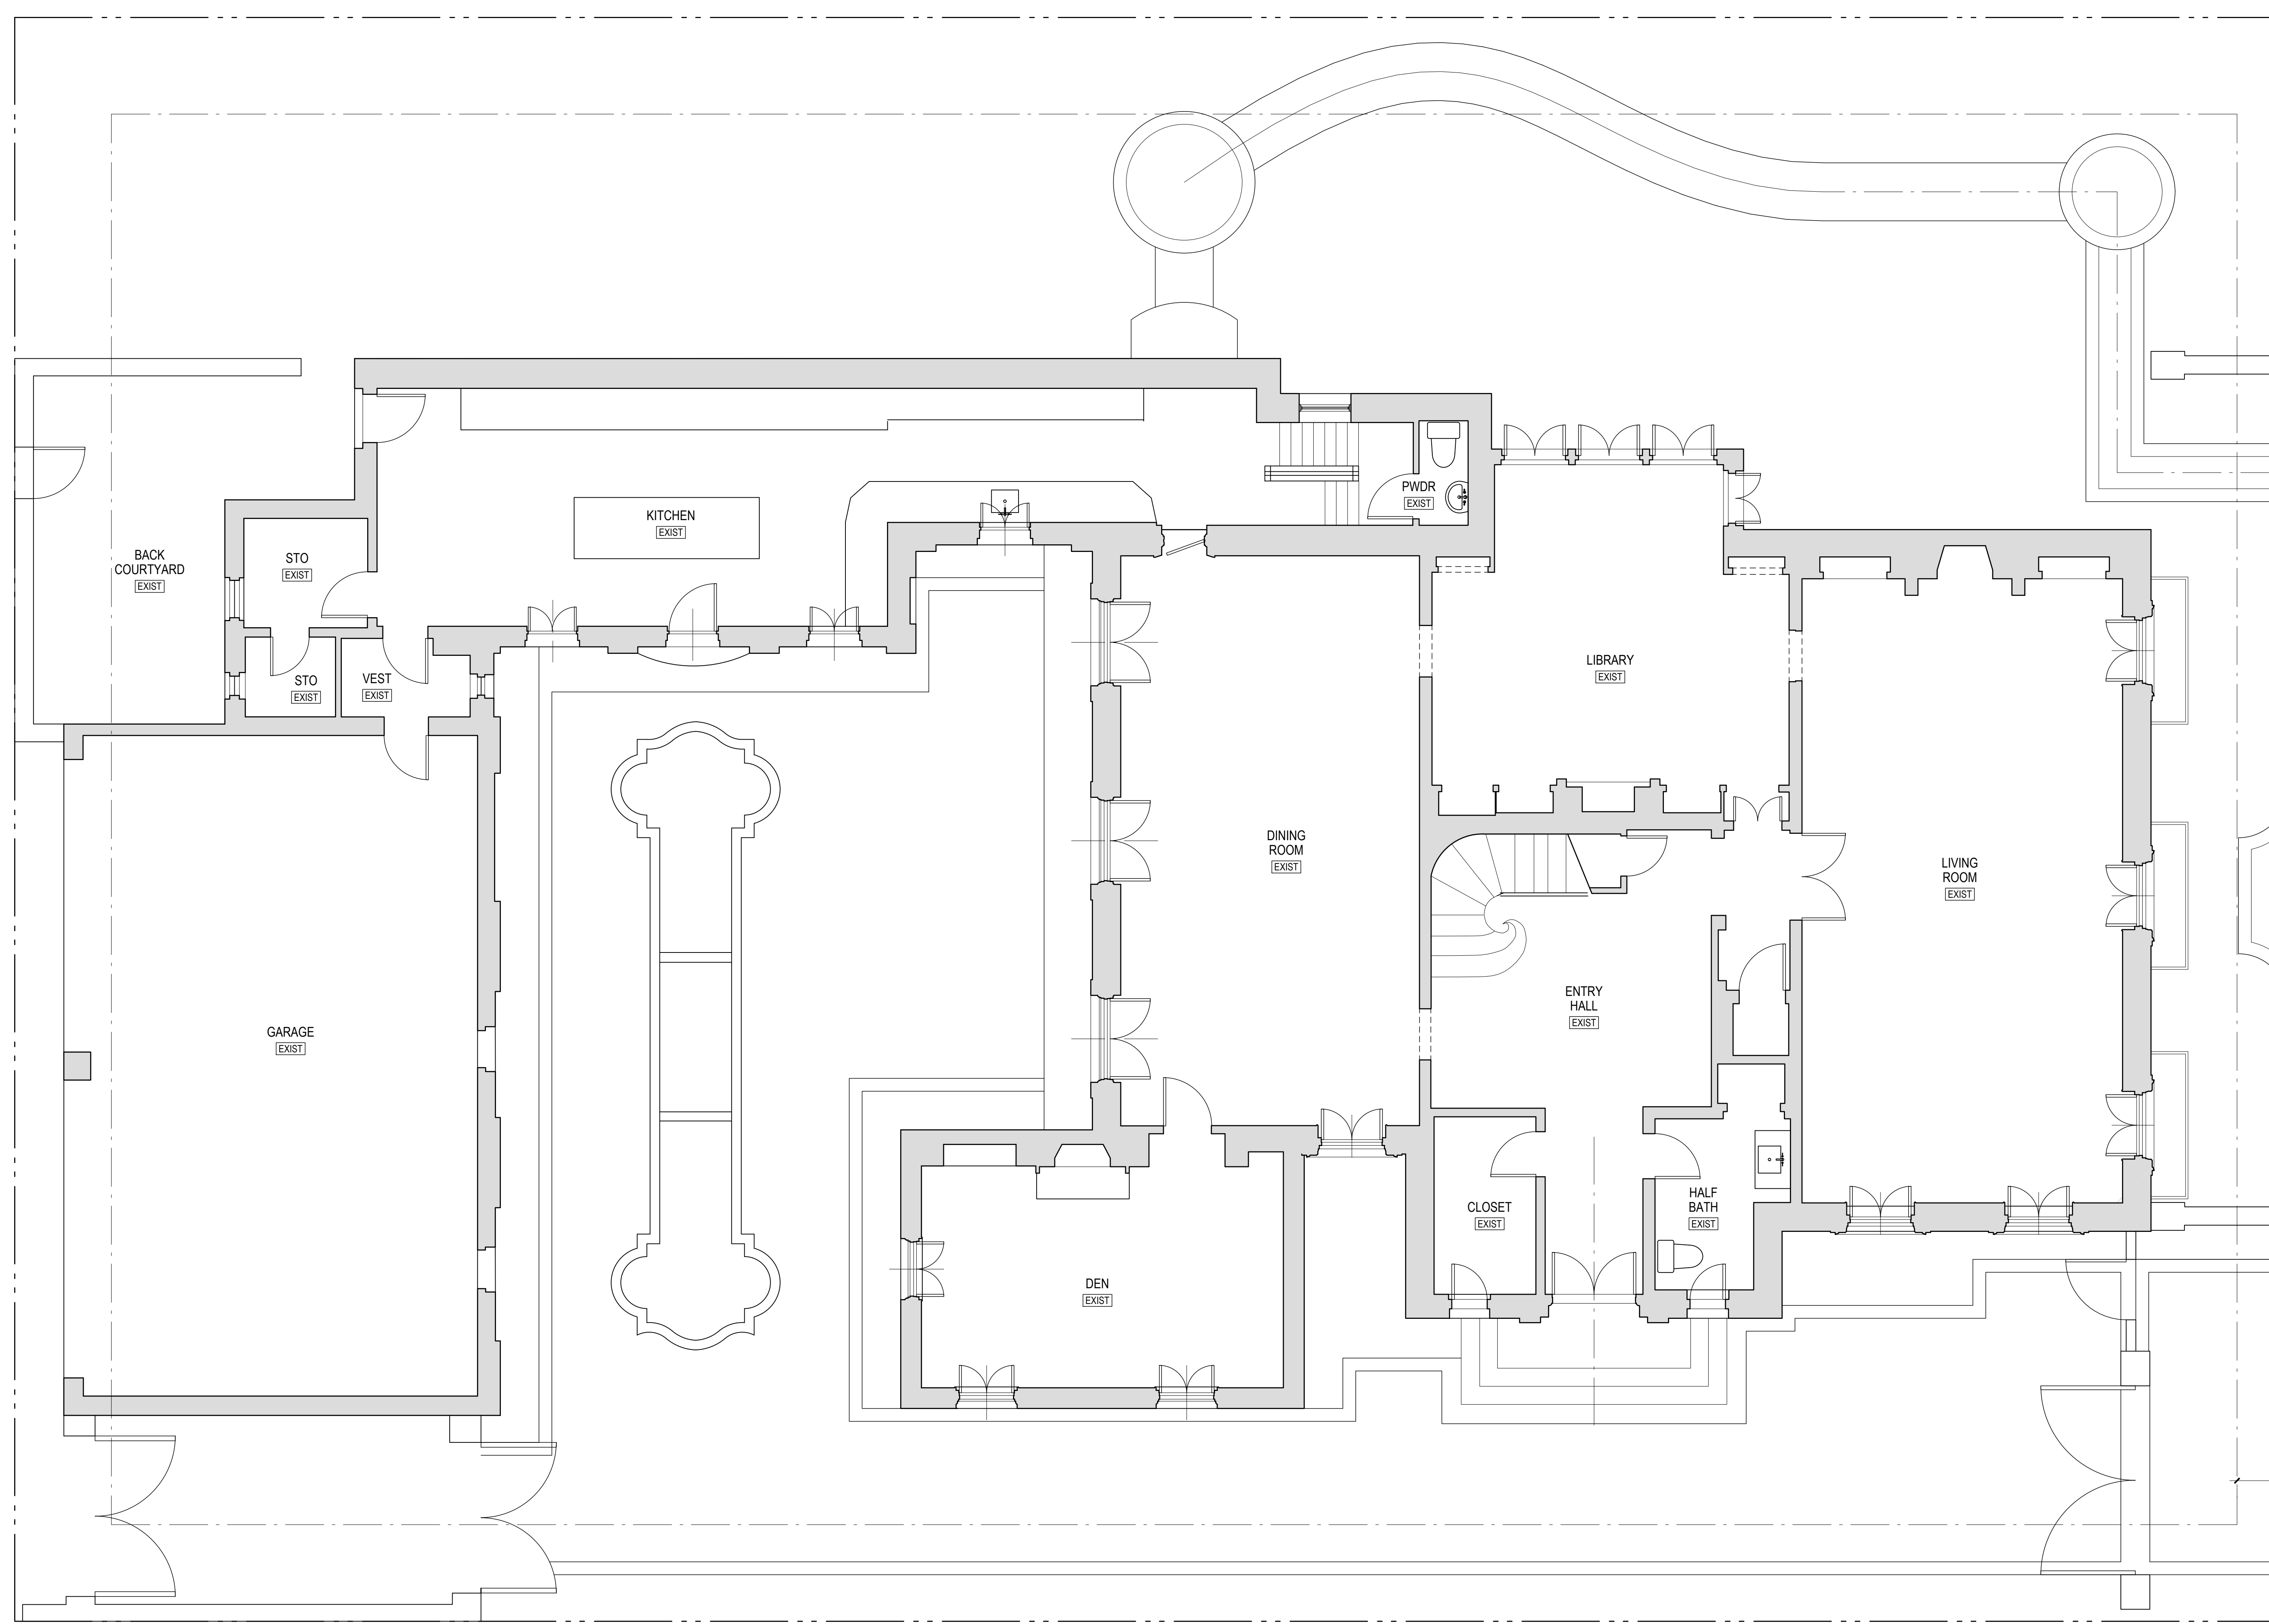 PWDR
EXIST
KITCHEN
EXIST
BACK
COURTYARD
EXIST
STO
EXIST
LIBRARY
EXIST
STO
EXIST
VEST
EXIST
DINING
ROOM
EXIST
LIVING
ROOM
EXIST
ENTRY
HALL
EXIST
GARAGE
EXIST
CLOSET
EXIST
HALF
BATH
EXIST
DEN
EXIST